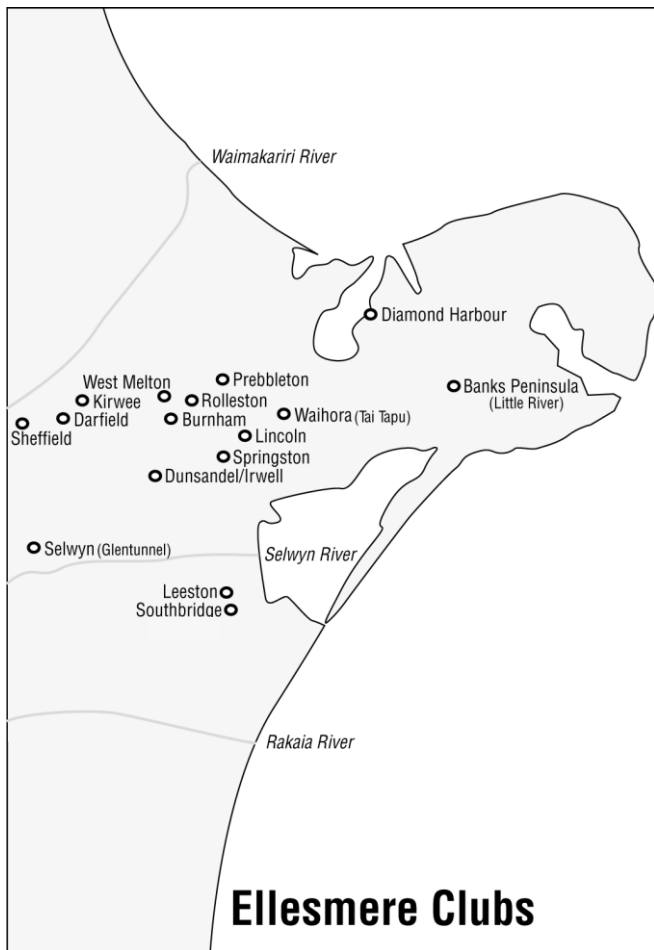 Waimakariri River
Diamond Harbour
Prebbleton
West Melton
Banks Peninsula
(Little River)
Kirwee
Rolleston
Waihora (Tai Tapu)
Darfield
Burnham
Sheffield
Lincoln
Springston
Dunsandel/Irwell
Selwyn (Glentunnel)
Selwyn River
Leeston
Southbridge
Rakaia River
Ellesmere Clubs